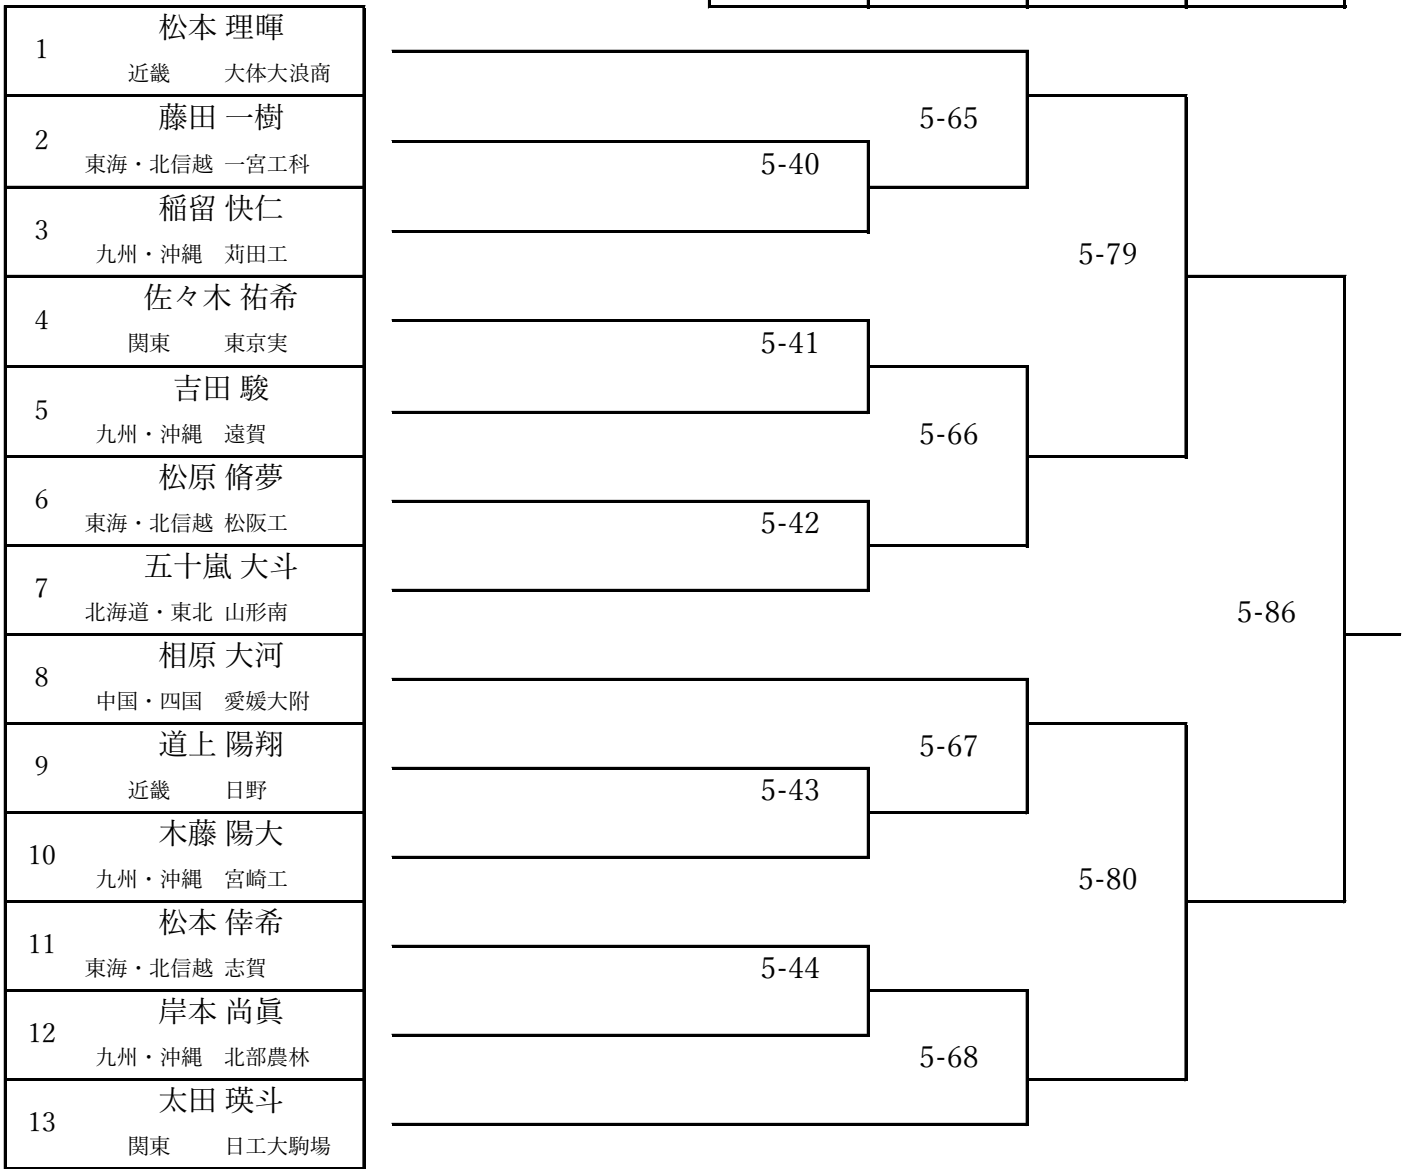 1
松本 理暉
近畿 大体大浪商
2
藤田 一樹
東海・北信越 一宮工科
3
稲留 快仁
九州・沖縄 苅田工
4
佐々木 祐希
関東 東京実
5
吉田 駿
九州・沖縄 遠賀
6
松原 脩夢
東海・北信越 松阪工
7
五十嵐 大斗
北海道・東北 山形南
8
相原 大河
中国・四国 愛媛大附
9
道上 陽翔
近畿 日野
10
木藤 陽大
九州・沖縄 宮崎工
11
松本 倖希
東海・北信越 志賀
12
岸本 尚眞
九州・沖縄 北部農林
13
太田 瑛斗
関東 日工大駒場
5-40
5-41
5-42
5-43
5-44
5-65
5-66
5-67
5-68
5-79
5-80
5-86